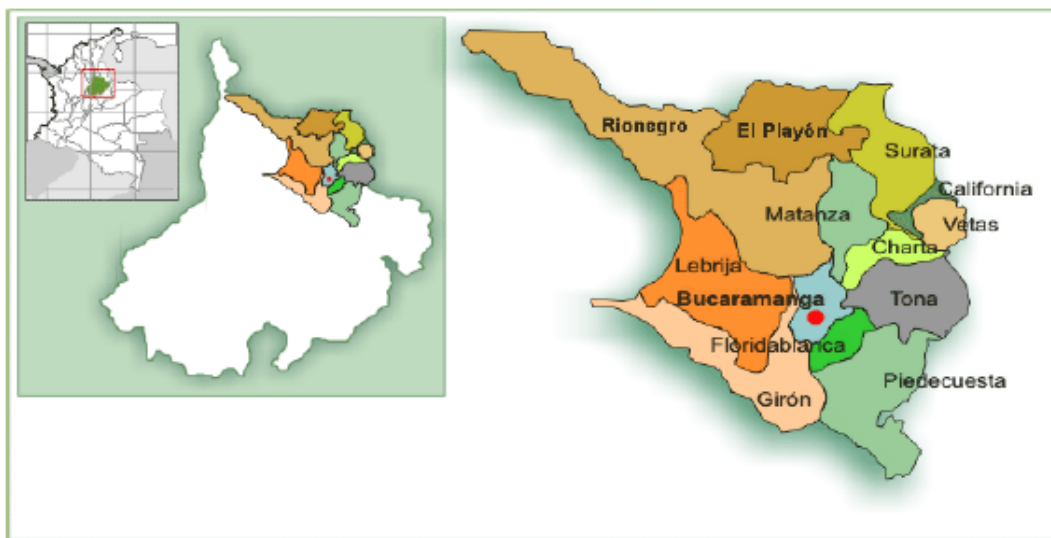 Rionegro
El Playón
Surata
California
Matanza
Vetas
Charta
Lebrija
Bucaramanga
Tona
Floridablanca
Piedecuesta
Girón